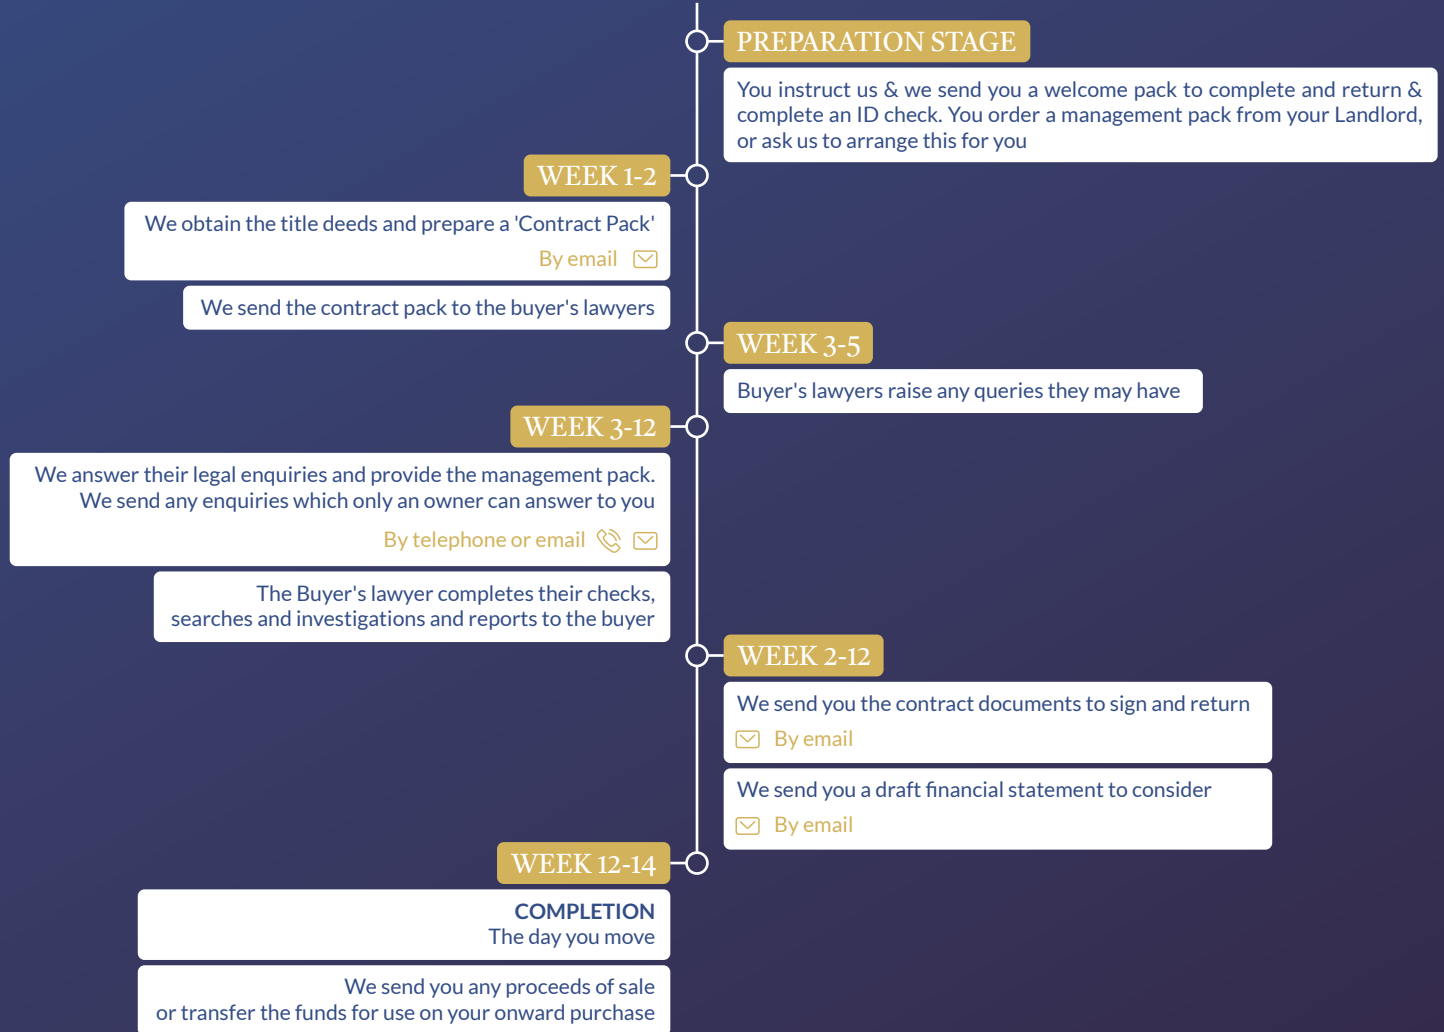 PREPARATION STAGE
You instruct us & we send you a welcome pack to complete and return &
complete an ID check. You order a management pack from your Landlord,
or ask us to arrange this for you
WEEK 1-2
We obtain the title deeds and prepare a 'Contract Pack'
By email
We send the contract pack to the buyer's lawyers
WEEK 3-5
Buyer's lawyers raise any queries they may have
WEEK 3-12
We answer their legal enquiries and provide the management pack.
We send any enquiries which only an owner can answer to you
By telephone or email
The Buyer's lawyer completes their checks,
searches and investigations and reports to the buyer
WEEK 2-12
We send you the contract documents to sign and return
By email
We send you a draft financial statement to consider
By email
WEEK 12-14
COMPLETION
The day you move
We send you any proceeds of sale
or transfer the funds for use on your onward purchase